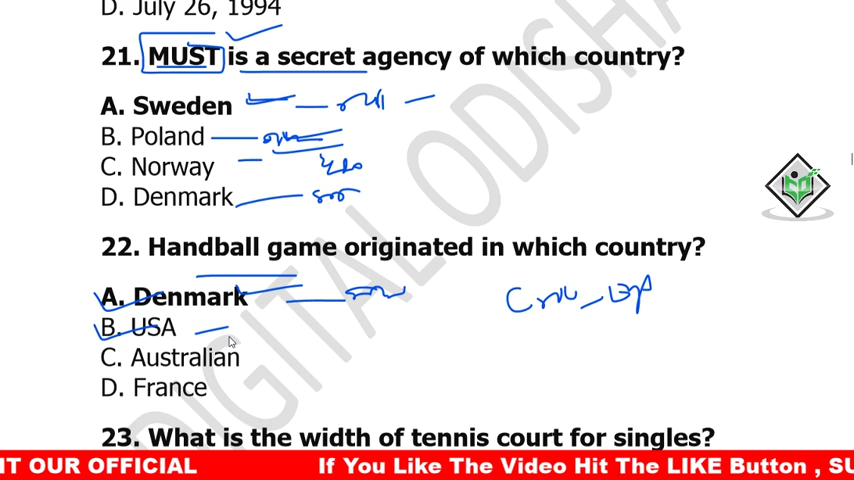 D. July 26, 1994
21. MUST is a secret agency of which country?
A. Sweden
B. Poland
C. Norway
D. Denmark
22. Handball game originated in which country?
A. Denmark
B. USA
C. Australian
D. France
23. What is the width of tennis court for singles?
IT OUR OFFICIAL If You Like The Video Hit The LIKE Button , SU
DIGITAL ODISHA